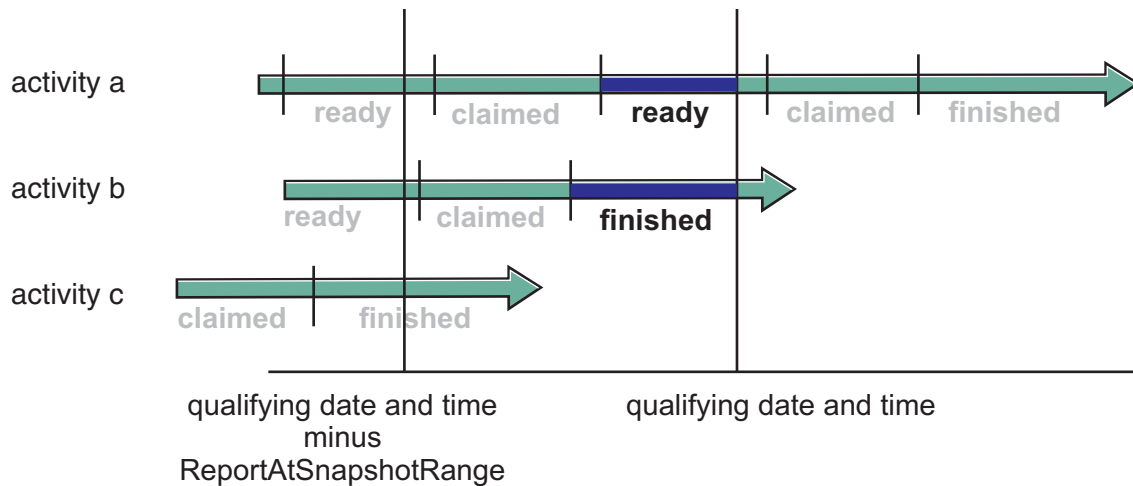 activity a
ready claimed ready claimed finished
activity b
ready claimed finished
activity c
claimed finished
qualifying date and time
minus
ReportAtSnapshotRange
qualifying date and time